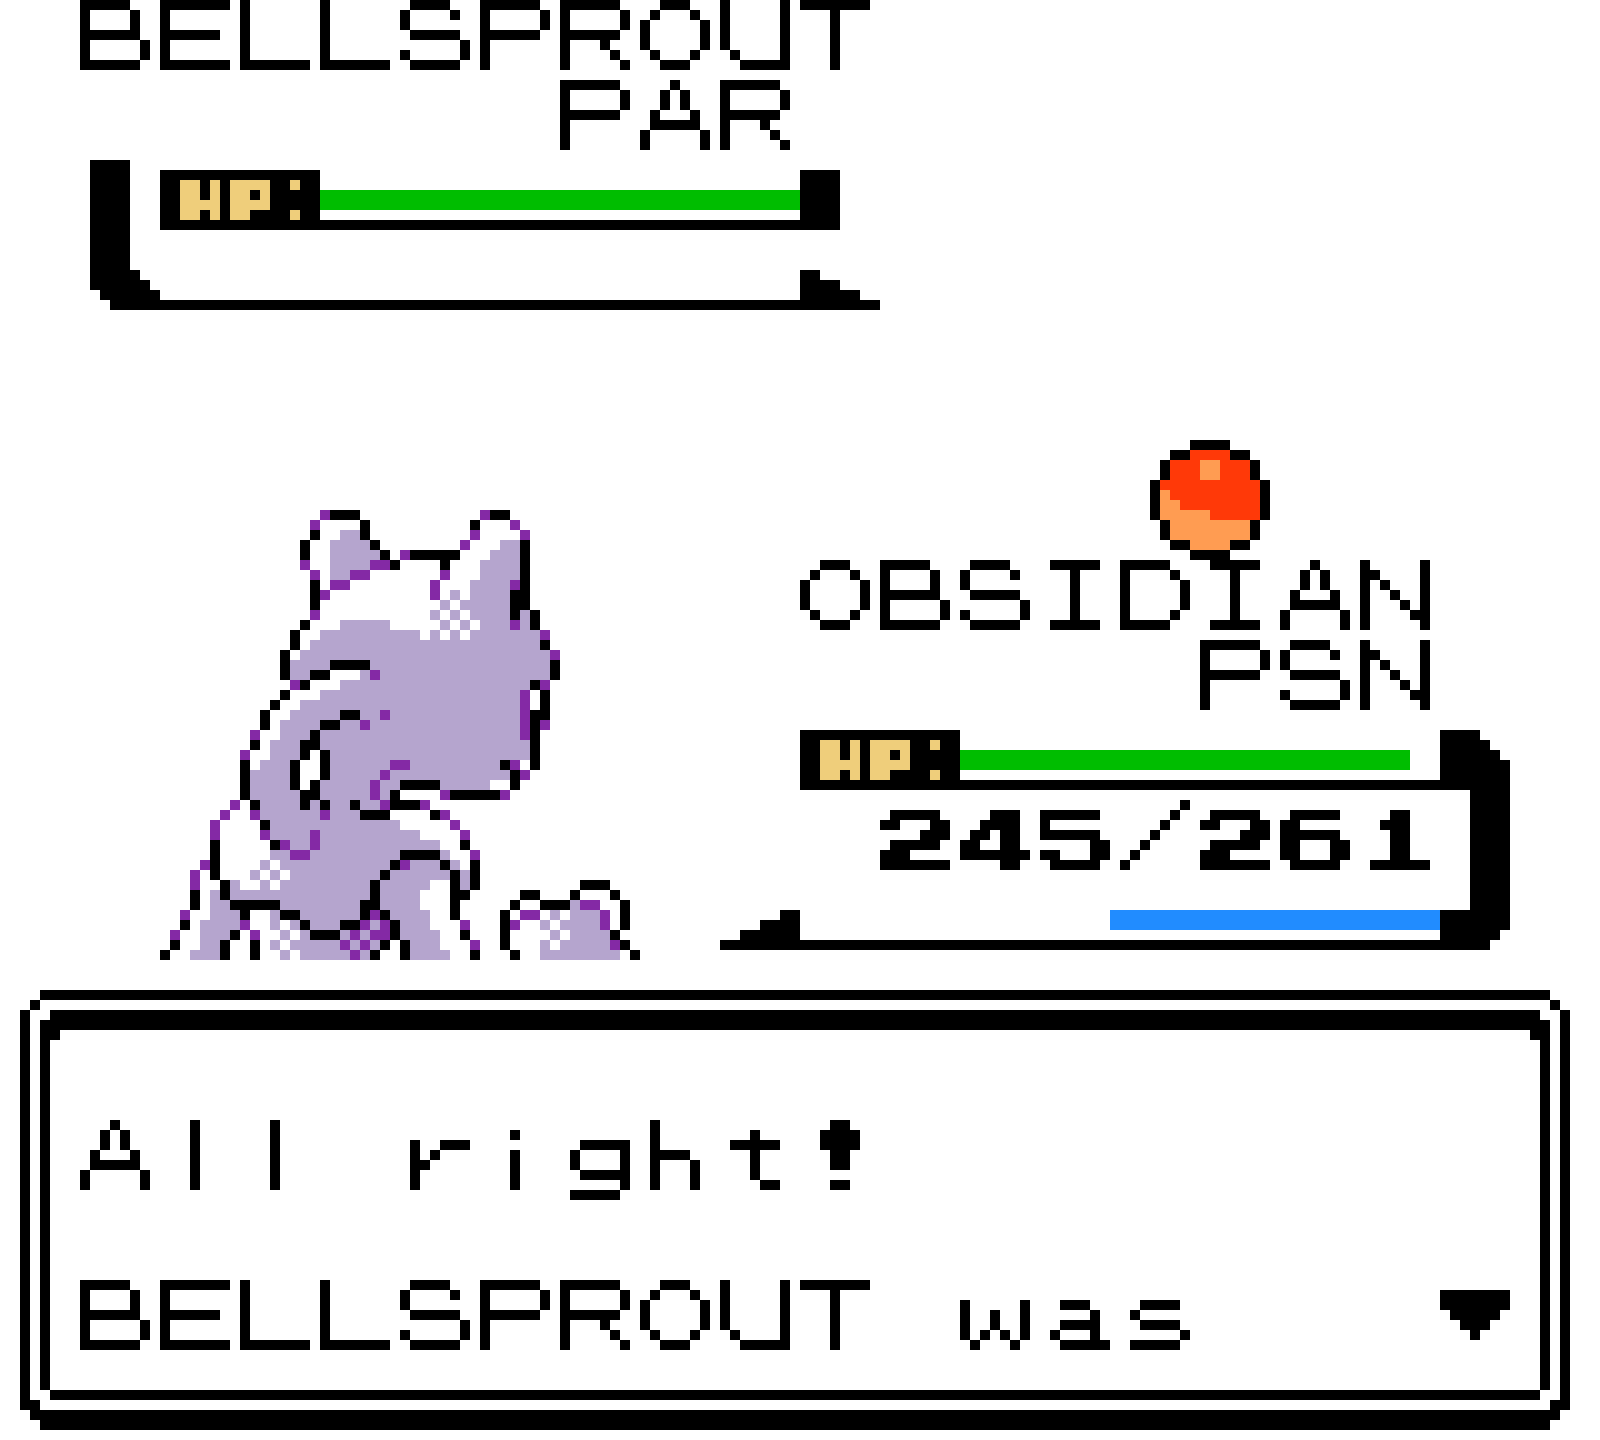 BELLSPROUT
PAR
HP:
OBSIDIAN
PSN
HP:
245/261
All right!
BELLSPROUT was